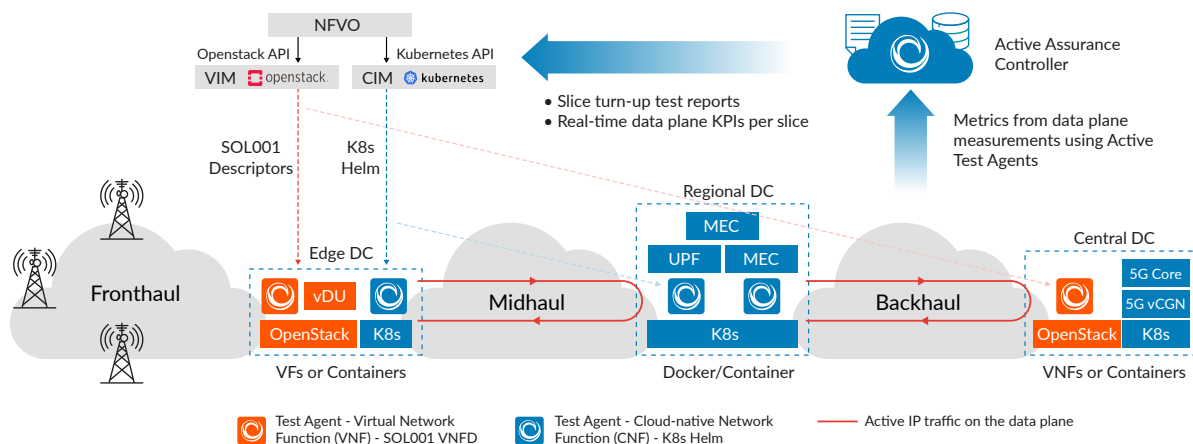 NFVO
Openstack API
Kubernetes API
VIM openstack.
CIM kubernetes
Active Assurance
Controller
• Slice turn-up test reports
• Real-time data plane KPIs per slice
Metrics from data plane
measurements using Active
Test Agents
SOL001
Descriptors
K8s
Helm
Regional DC
MEC
Edge DC
Central DC
UPF
MEC
5G Core
Fronthaul
vDU
Midhaul
Backhaul
5G vCGN
OpenStack
K8s
K8s
OpenStack
K8s
VFs or Containers
Docker/Container
VNFs or Containers
Test Agent - Virtual Network
Function (VNF) - SOL001 VNFD
Test Agent - Cloud-native Network
Function (CNF) - K8s Helm
Active IP traffic on the data plane